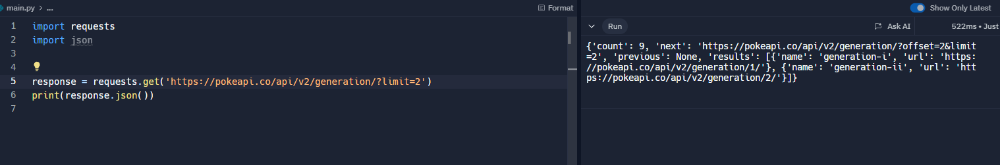 main.py > ...
Format
1 import requests
2 import json
3
4
5 response = requests.get('https://pokeapi.co/api/v2/generation/?limit=2')
6 print(response.json())
7
Show Only Latest
Run
Ask AI
522ms • Just
{'count': 9, 'next': 'https://pokeapi.co/api/v2/generation/?offset=2&limit
=2', 'previous': None, 'results': [{'name': 'generation-i', 'url': 'https:
//pokeapi.co/api/v2/generation/1/'}, {'name': 'generation-ii', 'url': 'htt
ps://pokeapi.co/api/v2/generation/2/'}]}